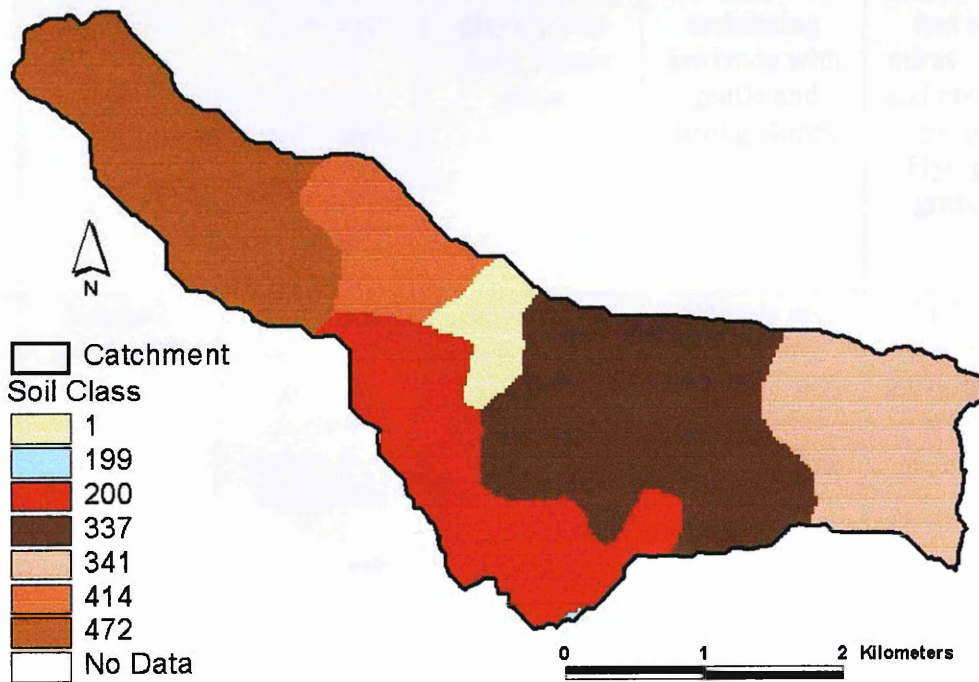 N
Catchment
Soil Class
1
199
200
337
341
414
472
No Data
0 1 2 Kilometers